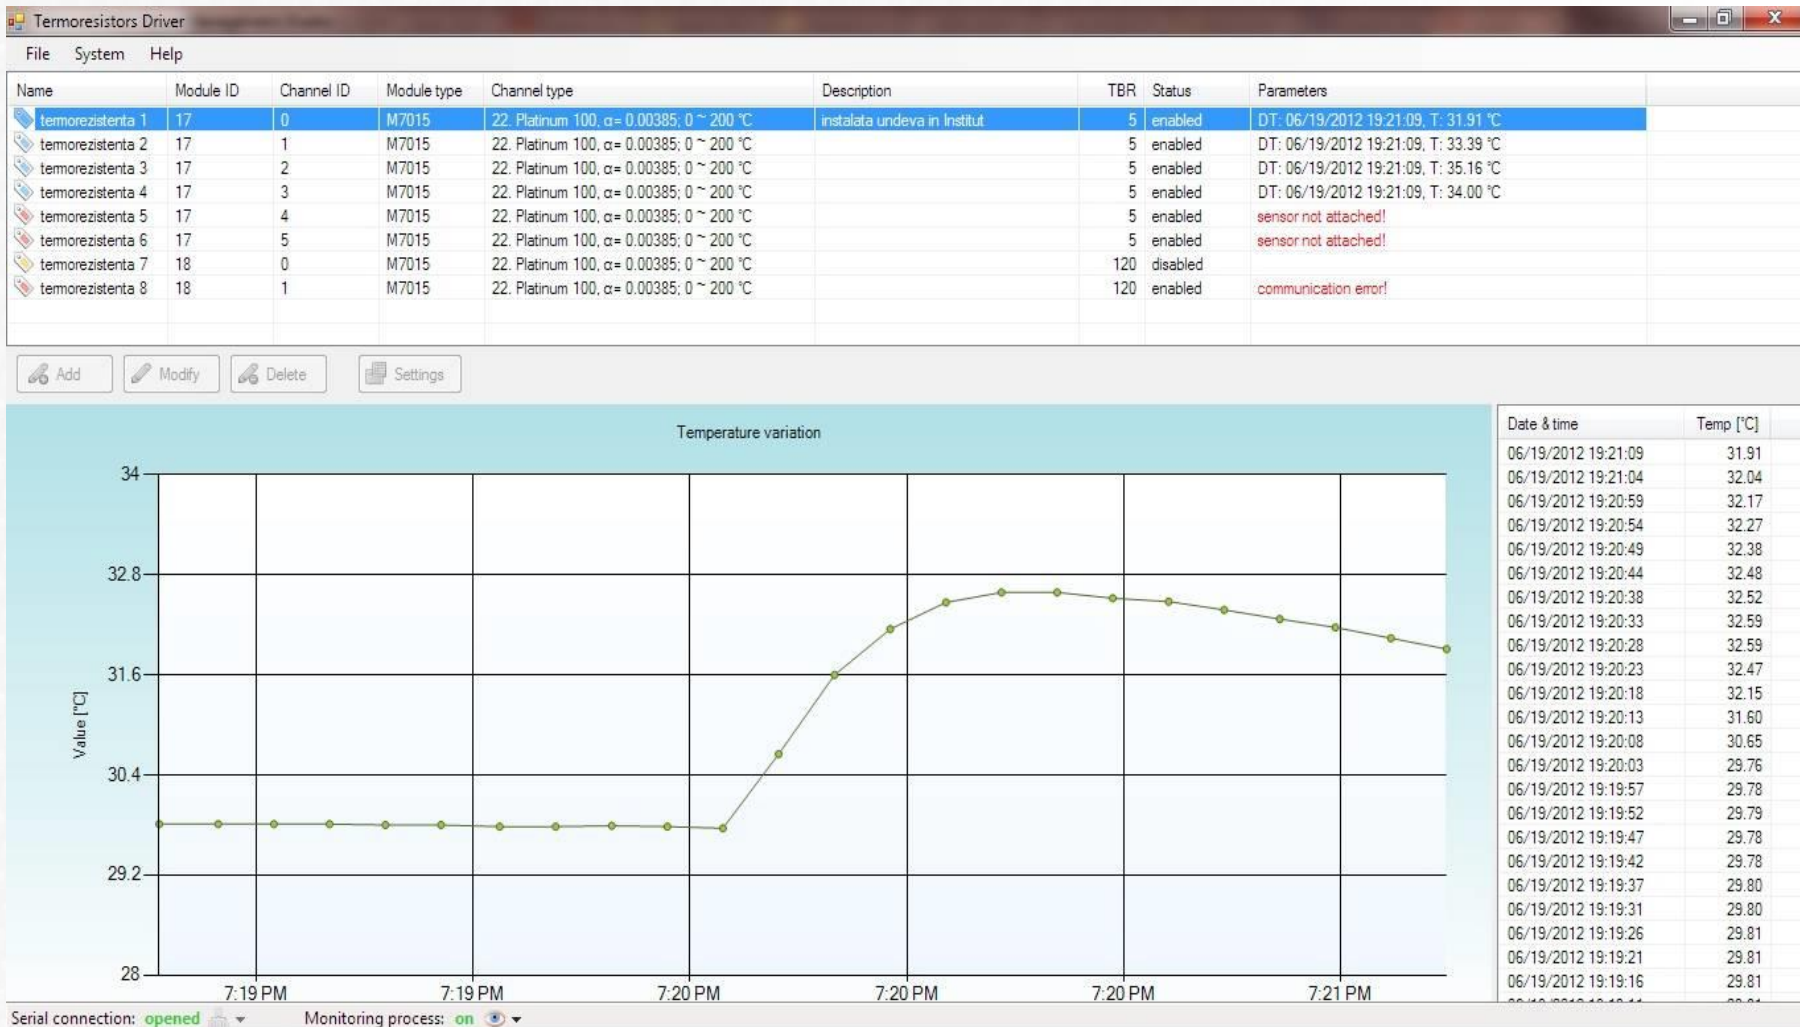 Termoresistors Driver
File System Help
Name Module ID Channel ID Module type Channel type Description TBR Status Parameters
termorezistenta 1 17 0 M7015 22. Platinum 100, α= 0.00385; 0 ~ 200 °C instalata undeva in Institut 5 enabled DT: 06/19/2012 19:21:09, T: 31.91 °C
termorezistenta 2 17 1 M7015 22. Platinum 100, α= 0.00385; 0 ~ 200 °C 5 enabled DT: 06/19/2012 19:21:09, T: 33.39 °C
termorezistenta 3 17 2 M7015 22. Platinum 100, α= 0.00385; 0 ~ 200 °C 5 enabled DT: 06/19/2012 19:21:09, T: 35.16 °C
termorezistenta 4 17 3 M7015 22. Platinum 100, α= 0.00385; 0 ~ 200 °C 5 enabled DT: 06/19/2012 19:21:09, T: 34.00 °C
termorezistenta 5 17 4 M7015 22. Platinum 100, α= 0.00385; 0 ~ 200 °C 5 enabled sensor not attached!
termorezistenta 6 17 5 M7015 22. Platinum 100, α= 0.00385; 0 ~ 200 °C 5 enabled sensor not attached!
termorezistenta 7 18 0 M7015 22. Platinum 100, α= 0.00385; 0 ~ 200 °C 120 disabled
termorezistenta 8 18 1 M7015 22. Platinum 100, α= 0.00385; 0 ~ 200 °C 120 enabled communication error!
Add Modify Delete Settings
Temperature variation
34
32.8
31.6
30.4
29.2
28
Value [°C]
7:19 PM 7:19 PM 7:20 PM 7:20 PM 7:20 PM 7:21 PM
Date & time Temp [°C]
06/19/2012 19:21:09 31.91
06/19/2012 19:21:04 32.04
06/19/2012 19:20:59 32.17
06/19/2012 19:20:54 32.27
06/19/2012 19:20:49 32.38
06/19/2012 19:20:44 32.48
06/19/2012 19:20:38 32.52
06/19/2012 19:20:33 32.59
06/19/2012 19:20:28 32.59
06/19/2012 19:20:23 32.47
06/19/2012 19:20:18 32.15
06/19/2012 19:20:13 31.60
06/19/2012 19:20:08 30.65
06/19/2012 19:20:03 29.76
06/19/2012 19:19:57 29.78
06/19/2012 19:19:52 29.79
06/19/2012 19:19:47 29.78
06/19/2012 19:19:42 29.78
06/19/2012 19:19:37 29.80
06/19/2012 19:19:31 29.80
06/19/2012 19:19:26 29.81
06/19/2012 19:19:21 29.81
06/19/2012 19:19:16 29.81
Serial connection: opened Monitoring process: on